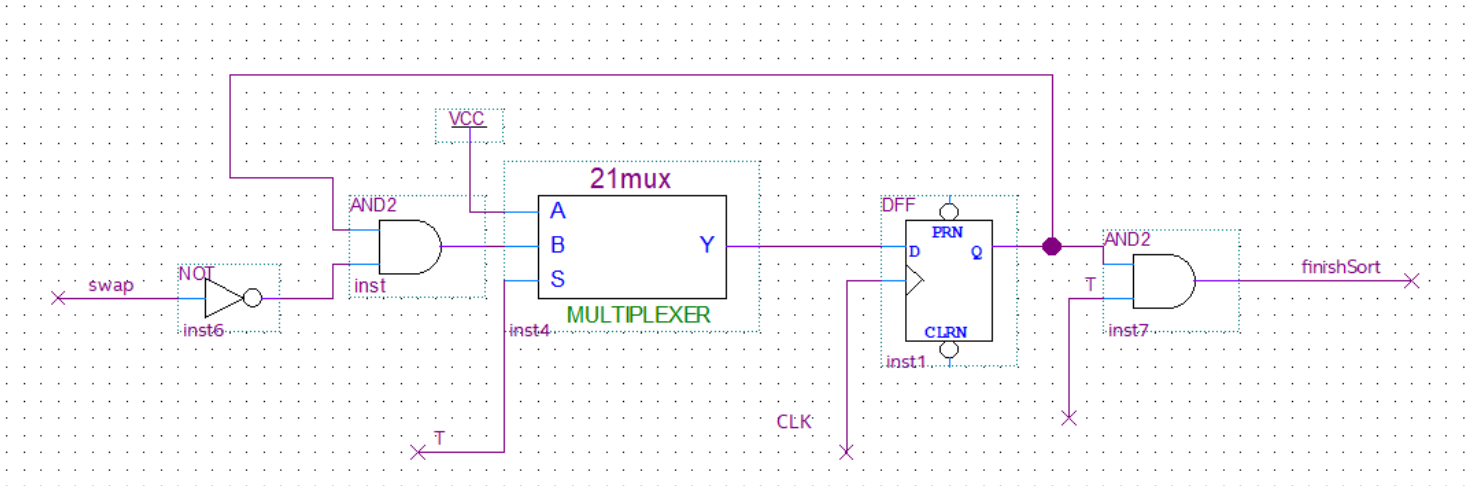 VCC
21mux
AND2
A
B
S
Y
MULTIPLEXER
inst4
inst
swap
NOT
inst6
T
DFF
PRN
D
Q
CLRN
inst1
CLK
AND2
T
inst7
finishSort